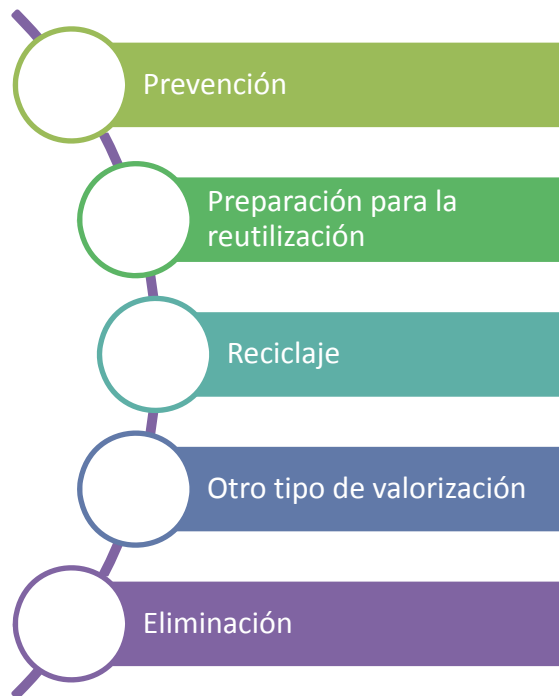 Prevención
Preparación para la
reutilización
Reciclaje
Otro tipo de valorización
Eliminación